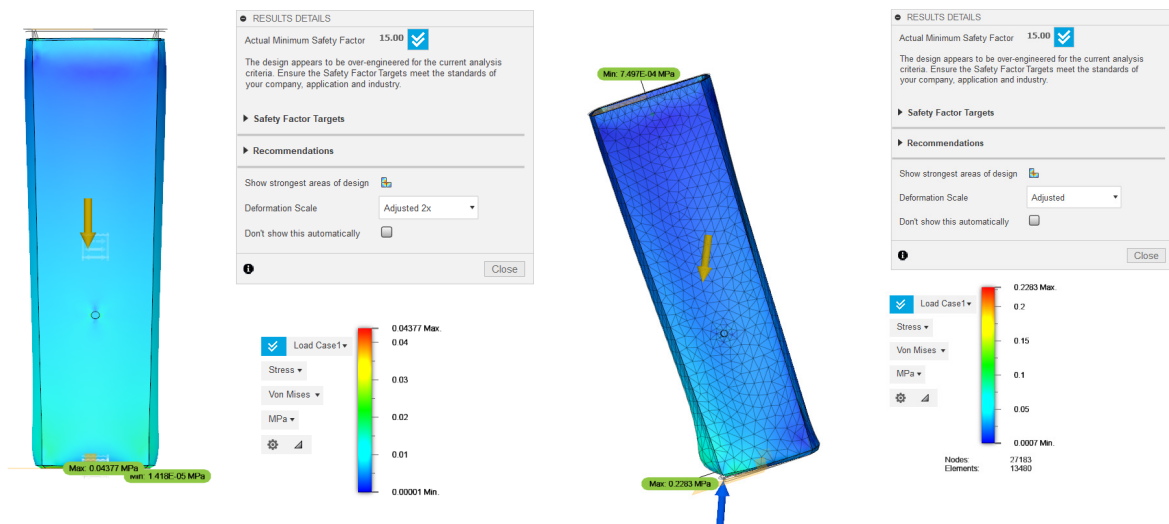 RESULTS DETAILS
Actual Minimum Safety Factor 15.00
The design appears to be over-engineered for the current analysis
criteria. Ensure the Safety Factor Targets meet the standards of
your company, application and industry.
Safety Factor Targets
Recommendations
Show strongest areas of design
Deformation Scale Adjusted 2x
Don't show this automatically
Close
Load Case1
Stress
Von Mises
MPa
0.04377 Max.
0.04
0.03
0.02
0.01
0.00001 Min.
Max: 0.04377 MPa
Min: 1.418E-05 MPa
Min: 7.497E-04 MPa
Max: 0.2283 MPa
RESULTS DETAILS
Actual Minimum Safety Factor 15.00
The design appears to be over-engineered for the current analysis
criteria. Ensure the Safety Factor Targets meet the standards of
your company, application and industry.
Safety Factor Targets
Recommendations
Show strongest areas of design
Deformation Scale Adjusted
Don't show this automatically
Close
Load Case1
Stress
Von Mises
MPa
0.2283 Max.
0.2
0.15
0.1
0.05
0.0007 Min.
Nodes: 27183
Elements: 13480